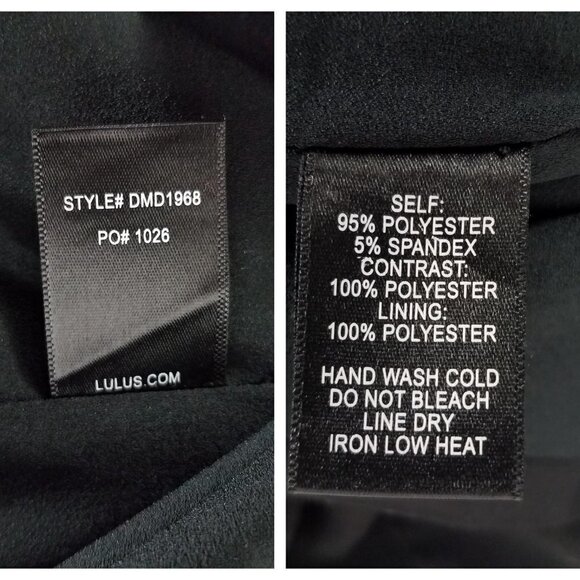 STYLE# DMD1968
PO# 1026
LULUS.COM
SELF:
95% POLYESTER
5% SPANDEX
CONTRAST:
100% POLYESTER
LINING:
100% POLYESTER
HAND WASH COLD
DO NOT BLEACH
LINE DRY
IRON LOW HEAT